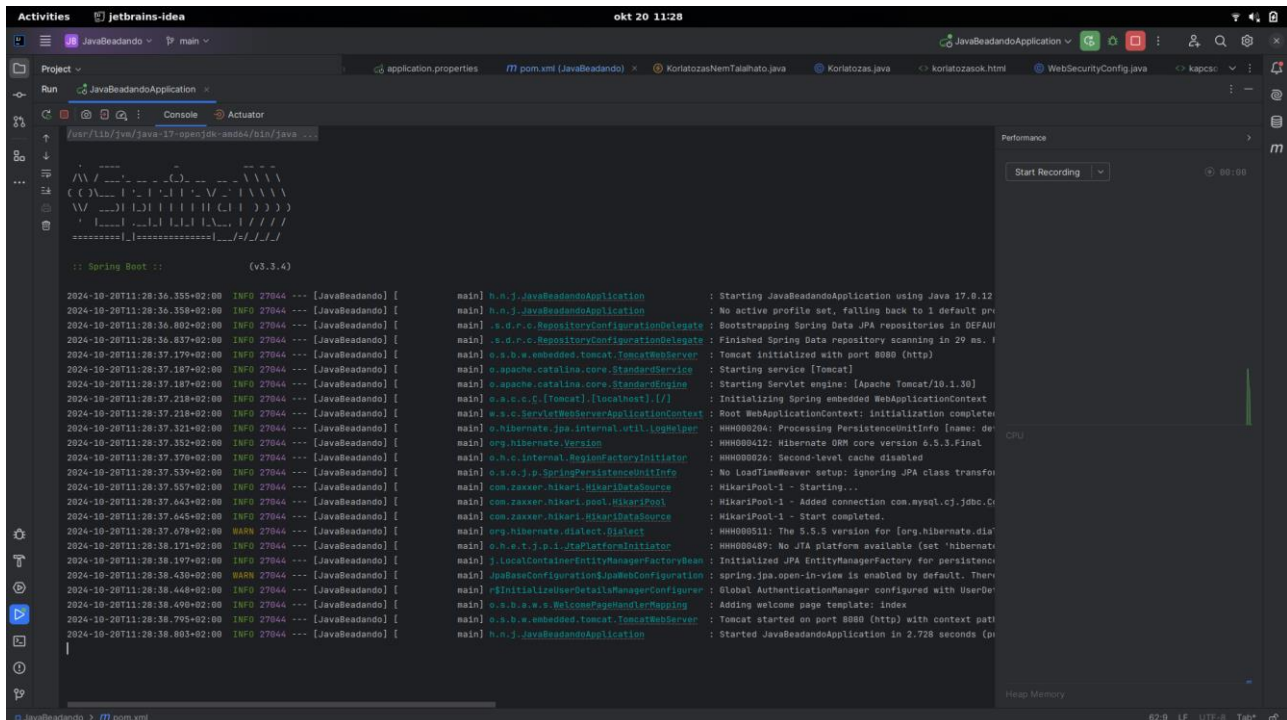 Activities jetbrains-idea okt 20 11:28
JB JavaBeadando main JavaBeadandoApplication
Project application.properties pom.xml (JavaBeadando) KorlatozasNemTalalhato.java Korlatozas.java korlatozasok.html WebSecurityConfig.java kapcso
Run JavaBeadandoApplication
Console Actuator
/usr/lib/jvm/java-17-openjdk-amd64/bin/java ...
Performance
Start Recording 00:00
:: Spring Boot :: (v3.3.4)
2024-10-20T11:28:36.355+02:00 INFO 27044 --- [JavaBeadando] [ main] h.n.j.JavaBeadandoApplication : Starting JavaBeadandoApplication using Java 17.0.12
2024-10-20T11:28:36.358+02:00 INFO 27044 --- [JavaBeadando] [ main] h.n.j.JavaBeadandoApplication : No active profile set, falling back to 1 default pr
2024-10-20T11:28:36.802+02:00 INFO 27044 --- [JavaBeadando] [ main] .s.d.r.c.RepositoryConfigurationDelegate : Bootstrapping Spring Data JPA repositories in DEFAU
2024-10-20T11:28:36.837+02:00 INFO 27044 --- [JavaBeadando] [ main] .s.d.r.c.RepositoryConfigurationDelegate : Finished Spring Data repository scanning in 29 ms.
2024-10-20T11:28:37.179+02:00 INFO 27044 --- [JavaBeadando] [ main] o.s.b.w.embedded.tomcat.TomcatWebServer : Tomcat initialized with port 8080 (http)
2024-10-20T11:28:37.187+02:00 INFO 27044 --- [JavaBeadando] [ main] o.apache.catalina.core.StandardService : Starting service [Tomcat]
2024-10-20T11:28:37.187+02:00 INFO 27044 --- [JavaBeadando] [ main] o.apache.catalina.core.StandardEngine : Starting Servlet engine: [Apache Tomcat/10.1.30]
2024-10-20T11:28:37.218+02:00 INFO 27044 --- [JavaBeadando] [ main] o.a.c.c.C.[Tomcat].[localhost].[/] : Initializing Spring embedded WebApplicationContext
2024-10-20T11:28:37.218+02:00 INFO 27044 --- [JavaBeadando] [ main] w.s.c.ServletWebServerApplicationContext : Root WebApplicationContext: initialization complete
2024-10-20T11:28:37.321+02:00 INFO 27044 --- [JavaBeadando] [ main] o.hibernate.jpa.internal.util.LogHelper : HHH000204: Processing PersistenceUnitInfo [name: de
2024-10-20T11:28:37.352+02:00 INFO 27044 --- [JavaBeadando] [ main] org.hibernate.Version : HHH000412: Hibernate ORM core version 6.5.3.Final
CPU
2024-10-20T11:28:37.370+02:00 INFO 27044 --- [JavaBeadando] [ main] o.h.c.internal.RegionFactoryInitiator : HHH000026: Second-level cache disabled
2024-10-20T11:28:37.539+02:00 INFO 27044 --- [JavaBeadando] [ main] o.s.o.j.p.SpringPersistenceUnitInfo : No LoadTimeWeaver setup: ignoring JPA class transfo
2024-10-20T11:28:37.557+02:00 INFO 27044 --- [JavaBeadando] [ main] com.zaxxer.hikari.HikariDataSource : HikariPool-1 - Starting...
2024-10-20T11:28:37.643+02:00 INFO 27044 --- [JavaBeadando] [ main] com.zaxxer.hikari.pool.HikariPool : HikariPool-1 - Added connection com.mysql.cj.jdbc.C
2024-10-20T11:28:37.645+02:00 INFO 27044 --- [JavaBeadando] [ main] com.zaxxer.hikari.HikariDataSource : HikariPool-1 - Start completed.
2024-10-20T11:28:37.678+02:00 WARN 27044 --- [JavaBeadando] [ main] org.hibernate.dialect.Dialect : HHH000511: The 5.5.5 version for [org.hibernate.dia
2024-10-20T11:28:38.171+02:00 INFO 27044 --- [JavaBeadando] [ main] o.h.e.t.j.p.i.JtaPlatformInitiator : HHH000489: No JTA platform available (set 'hibernat
2024-10-20T11:28:38.197+02:00 INFO 27044 --- [JavaBeadando] [ main] j.LocalContainerEntityManagerFactoryBean : Initialized JPA EntityManagerFactory for persistenc
2024-10-20T11:28:38.430+02:00 WARN 27044 --- [JavaBeadando] [ main] JpaBaseConfiguration$JpaWebConfiguration : spring.jpa.open-in-view is enabled by default. Ther
2024-10-20T11:28:38.448+02:00 INFO 27044 --- [JavaBeadando] [ main] r$InitializeUserDetailsManagerConfigurer : Global AuthenticationManager configured with UserDe
2024-10-20T11:28:38.490+02:00 INFO 27044 --- [JavaBeadando] [ main] o.s.b.a.w.s.WelcomePageHandlerMapping : Adding welcome page template: index
2024-10-20T11:28:38.795+02:00 INFO 27044 --- [JavaBeadando] [ main] o.s.b.w.embedded.tomcat.TomcatWebServer : Tomcat started on port 8080 (http) with context pat
2024-10-20T11:28:38.803+02:00 INFO 27044 --- [JavaBeadando] [ main] h.n.j.JavaBeadandoApplication : Started JavaBeadandoApplication in 2.728 seconds (p
Heap Memory
JavaBeadando > pom.xml 62:9 LF UTF-8 Tab*